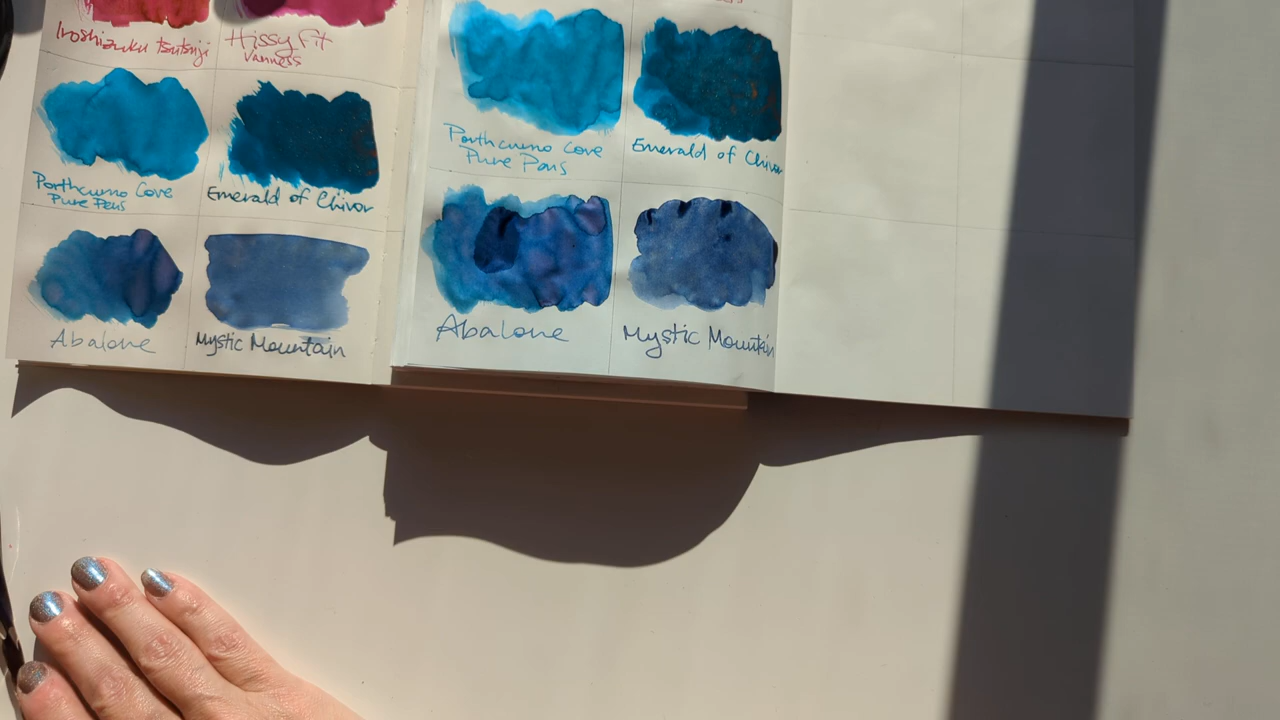 Iroshizuku tsutsuji
Hissy Fit
Vanness
Porthcurno Cove
Pure Pens
Emerald of Chivor
Abalone
Mystic Mountain
Porthcurno Cove
Pure Pens
Emerald of Chivor
Abalone
Mystic Mountain